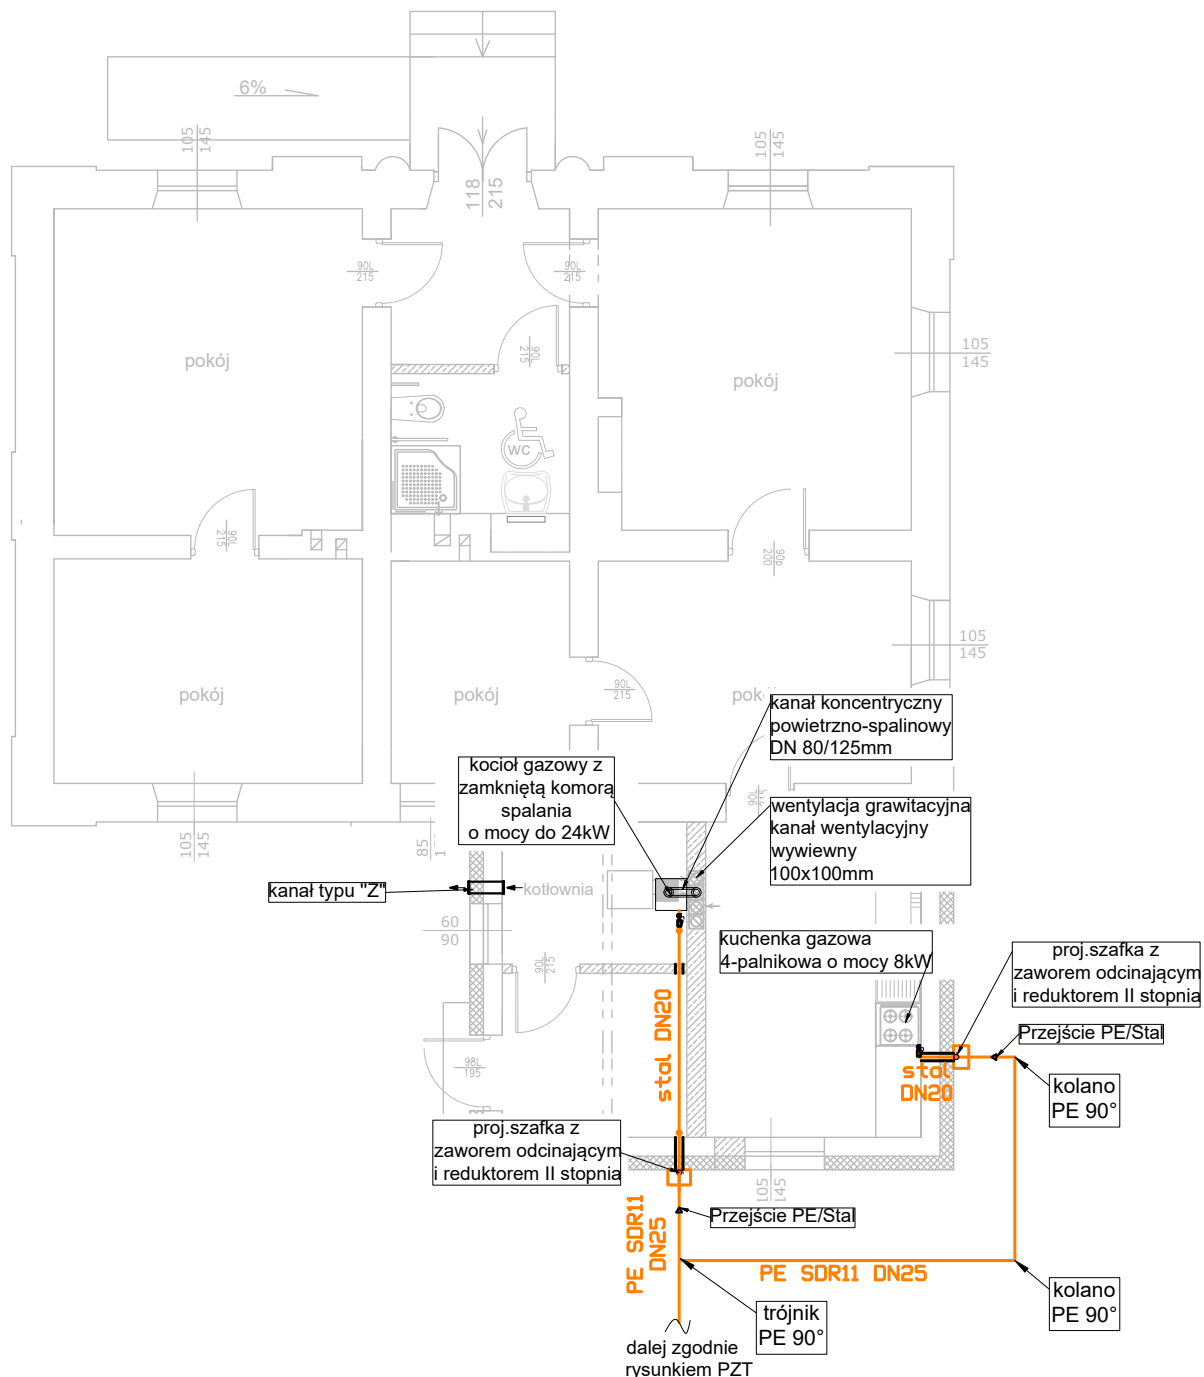 6%
105
145
105
145
118
215
90L
215
90L
215
90L
215
pokój
pokój
105
145
wc
90L
215
90p
200
105
145
pokój
pokój
90L
215
pok
kanał koncentryczny
powietrzno-spalinowy
DN 80/125mm
kocioł gazowy z
zamkniętą komorą
spalania
o mocy do 24kW
90L
215
wentylacja grawitacyjna
kanał wentylacyjny
wywiewny
100x100mm
105
145
85
1
kanał typu "Z"
kotłownia
60
90
kuchenka gazowa
4-palnikowa o mocy 8kW
proj.szafka z
zaworem odcinającym
i reduktorem II stopnia
90L
215
stal DN20
Przejście PE/Stal
98L
195
stal
DN20
kolano
PE 90°
proj.szafka z
zaworem odcinającym
i reduktorem II stopnia
105
145
Przejście PE/Stal
PE SDR11
DN25
PE SDR11 DN25
kolano
PE 90°
trójnik
PE 90°
dalej zgodnie
rysunkiem PZT